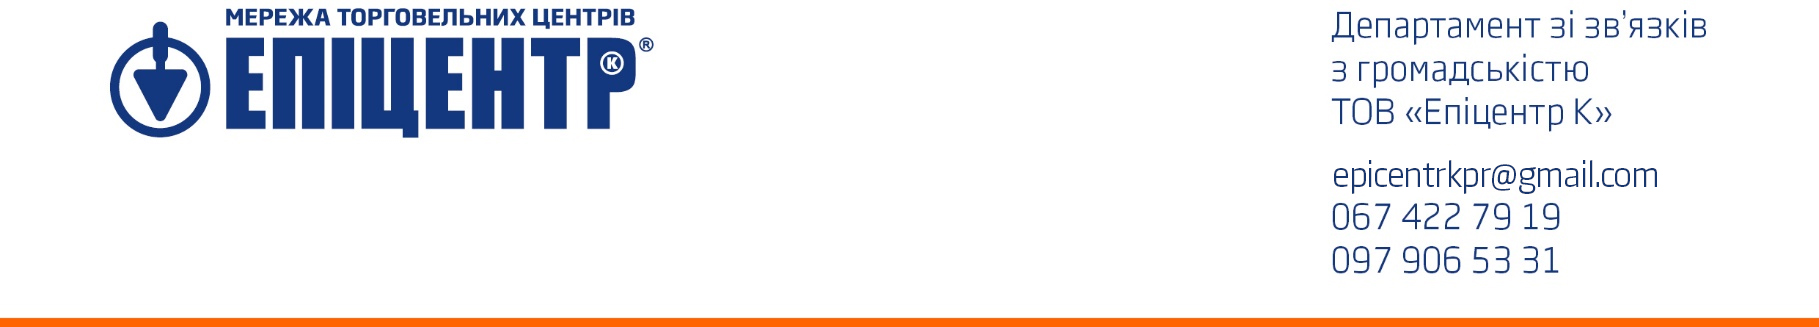 МЕРЕЖА ТОРГОВЕЛЬНИХ ЦЕНТРІВ
ЕПІЦЕНТР®
К
Департамент зі зв’язків
з громадськістю
ТОВ «Епіцентр К»
epicentrkpr@gmail.com
067 422 79 19
097 906 53 31